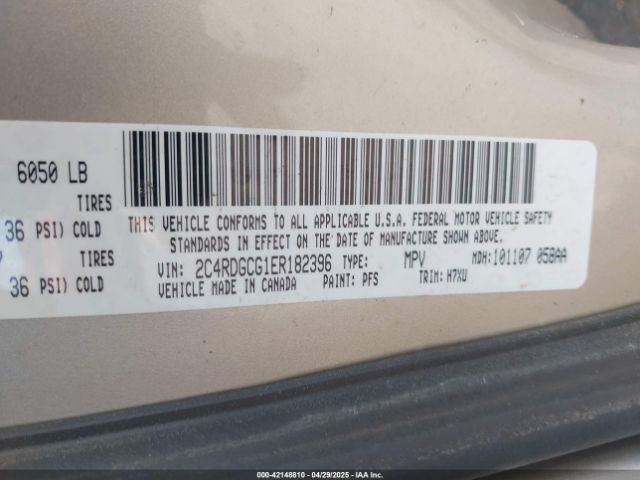 6050 LB
TIRES
36 PSI) COLD
TIRES
36 PSI) COLD
THIS VEHICLE CONFORMS TO ALL APPLICABLE U.S.A. FEDERAL MOTOR VEHICLE SAFETY
STANDARDS IN EFFECT ON THE DATE OF MANUFACTURE SHOWN ABOVE.
VIN: 2C4RDGCG1ER182396 TYPE: MPV MDH: 101107 058AA
VEHICLE MADE IN CANADA PAINT: PFS TRIM: H7XU
000-42148810 - 04/29/2025 - IAAI